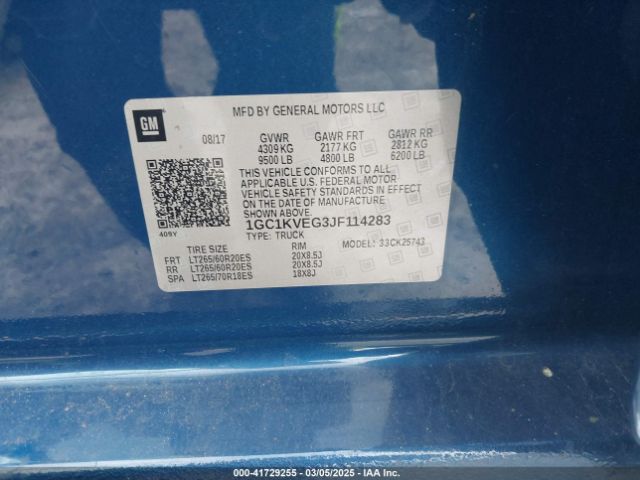 MFD BY GENERAL MOTORS LLC
GM
08/17 GVWR GAWR FRT GAWR RR
4309 KG 2177 KG 2812 KG
9500 LB 4800 LB 6200 LB
THIS VEHICLE CONFORMS TO ALL
APPLICABLE U.S. FEDERAL MOTOR
VEHICLE SAFETY STANDARDS IN EFFECT
ON THE DATE OF MANUFACTURE
SHOWN ABOVE.
1GC1KVEG3JF114283
409Y TYPE: TRUCK MODEL: 33CK25743
TIRE SIZE RIM
FRT LT265/60R20ES 20X8.5J
RR LT265/60R20ES 20X8.5J
SPA LT265/70R18ES 18X8J
© 41729255 - 03/05/2025 - IAA Inc.